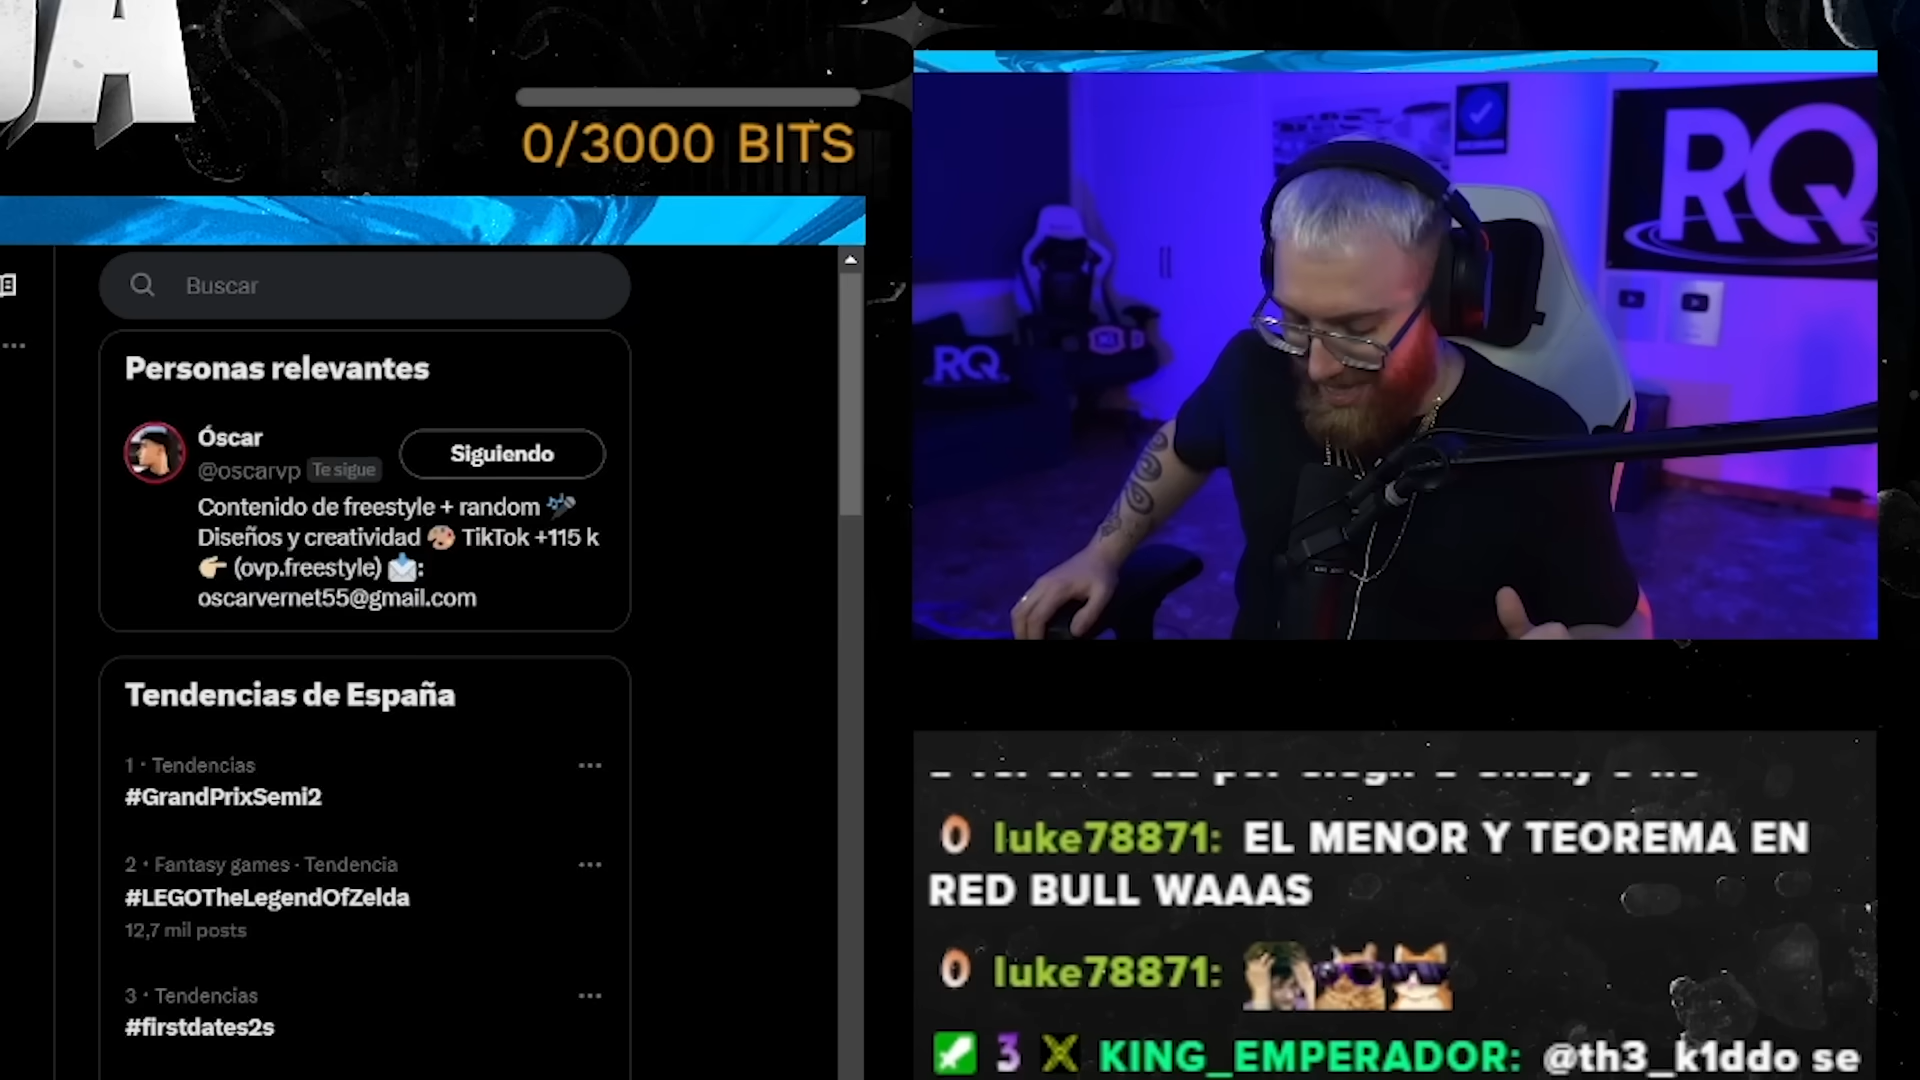 0/3000 BITS
Buscar
Personas relevantes
Óscar
@oscarvp Te sigue
Siguiendo
Contenido de freestyle + random 🎤
Diseños y creatividad 🎨 TikTok +115 k
👉 (ovp.freestyle) 📩:
oscarvernet55@gmail.com
Tendencias de España
1 · Tendencias
#GrandPrixSemi2
2 · Fantasy games · Tendencia
#LEGOTheLegendOfZelda
12,7 mil posts
3 · Tendencias
#firstdates2s
RQ
RQ
0 luke78871: EL MENOR Y TEOREMA EN
RED BULL WAAAS
0 luke78871:
3 KING_EMPERADOR: @th3_k1ddo se